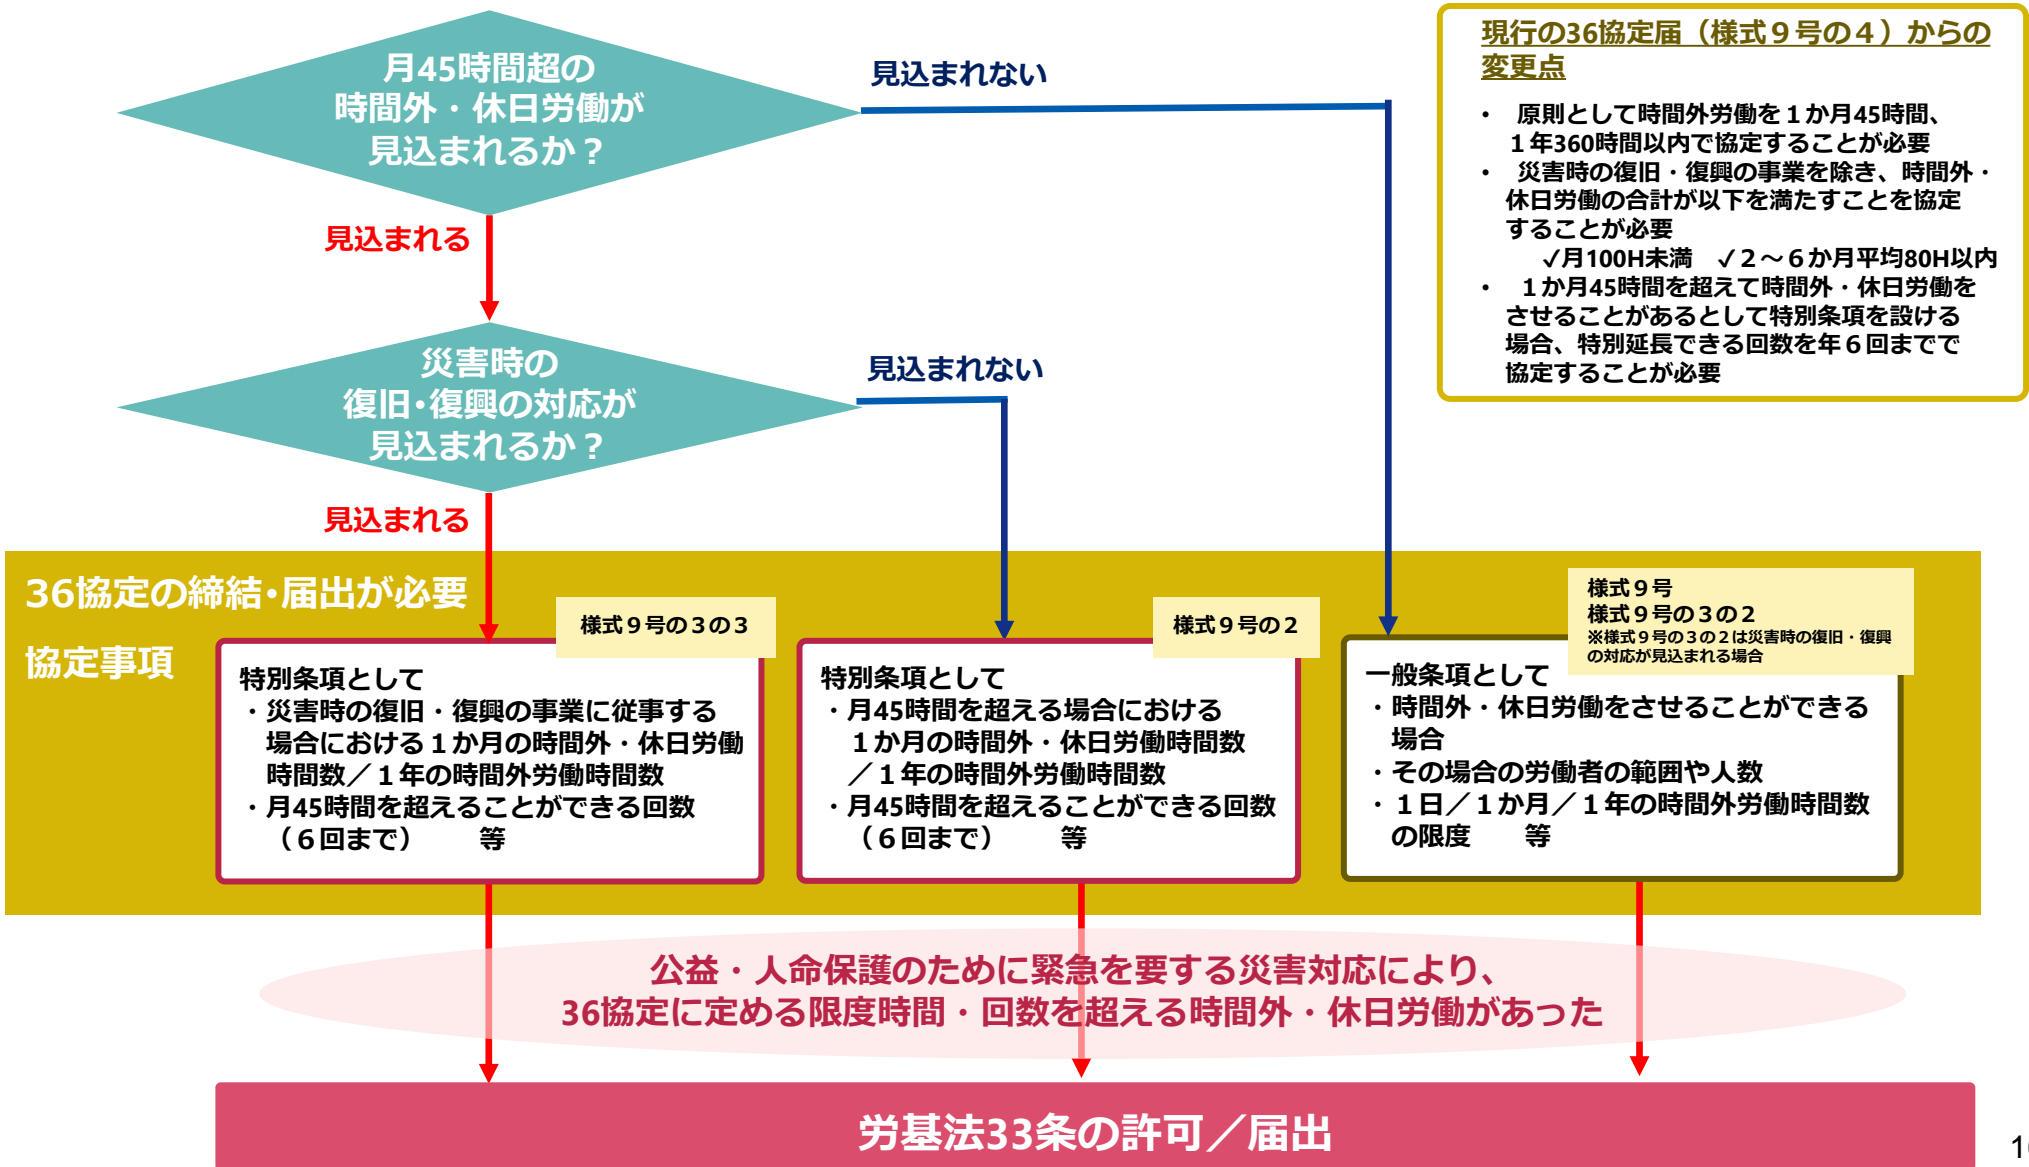 月45時間超の
時間外・休日労働が
見込まれるか？
見込まれない
見込まれる
現行の36協定届（様式９号の４）からの
変更点
• 原則として時間外労働を１か月45時間、
１年360時間以内で協定することが必要
• 災害時の復旧・復興の事業を除き、時間外・
休日労働の合計が以下を満たすことを協定
することが必要
✓月100H未満　✓２～６か月平均80H以内
• １か月45時間を超えて時間外・休日労働を
させることがあるとして特別条項を設ける
場合、特別延長できる回数を年６回までで
協定することが必要
災害時の
復旧・復興の対応が
見込まれるか？
見込まれない
見込まれる
36協定の締結・届出が必要
協定事項
様式９号の３の３
特別条項として
・災害時の復旧・復興の事業に従事する
場合における１か月の時間外・休日労働
時間数／１年の時間外労働時間数
・月45時間を超えることができる回数
（６回まで）　　等
様式９号の２
特別条項として
・月45時間を超える場合における
１か月の時間外・休日労働時間数
／１年の時間外労働時間数
・月45時間を超えることができる回数
（６回まで）　　等
様式９号
様式９号の３の２
※様式９号の３の２は災害時の復旧・復興
の対応が見込まれる場合
一般条項として
・時間外・休日労働をさせることができる
場合
・その場合の労働者の範囲や人数
・１日／１か月／１年の時間外労働時間数
の限度　　等
公益・人命保護のために緊急を要する災害対応により、
36協定に定める限度時間・回数を超える時間外・休日労働があった
労基法33条の許可／届出